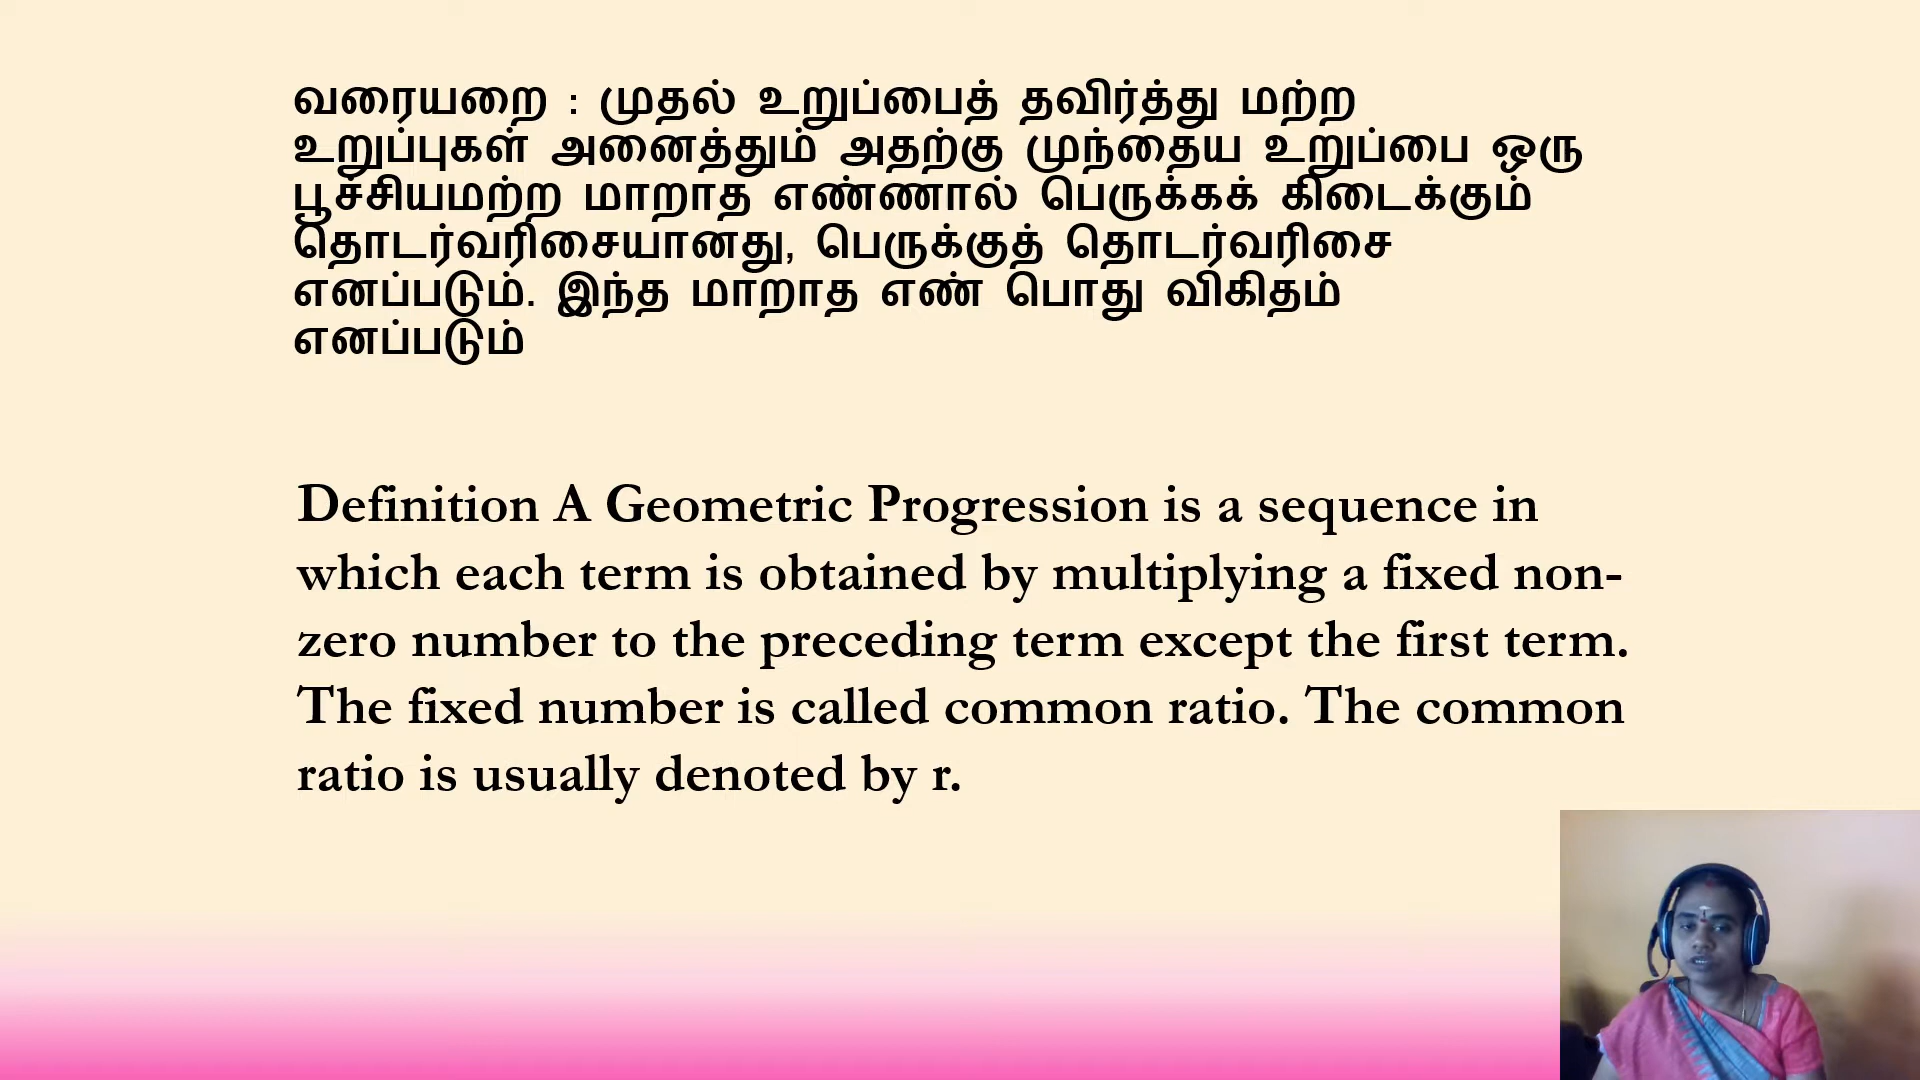 வரையறை : முதல் உறுப்பைத் தவிர்த்து மற்ற
உறுப்புகள் அனைத்தும் அதற்கு முந்தைய உறுப்பை ஒரு
பூச்சியமற்ற மாறாத எண்ணால் பெருக்கக் கிடைக்கும்
தொடர்வரிசையானது, பெருக்குத் தொடர்வரிசை
எனப்படும். இந்த மாறாத எண் பொது விகிதம்
எனப்படும்
Definition A Geometric Progression is a sequence in
which each term is obtained by multiplying a fixed non-
zero number to the preceding term except the first term.
The fixed number is called common ratio. The common
ratio is usually denoted by r.